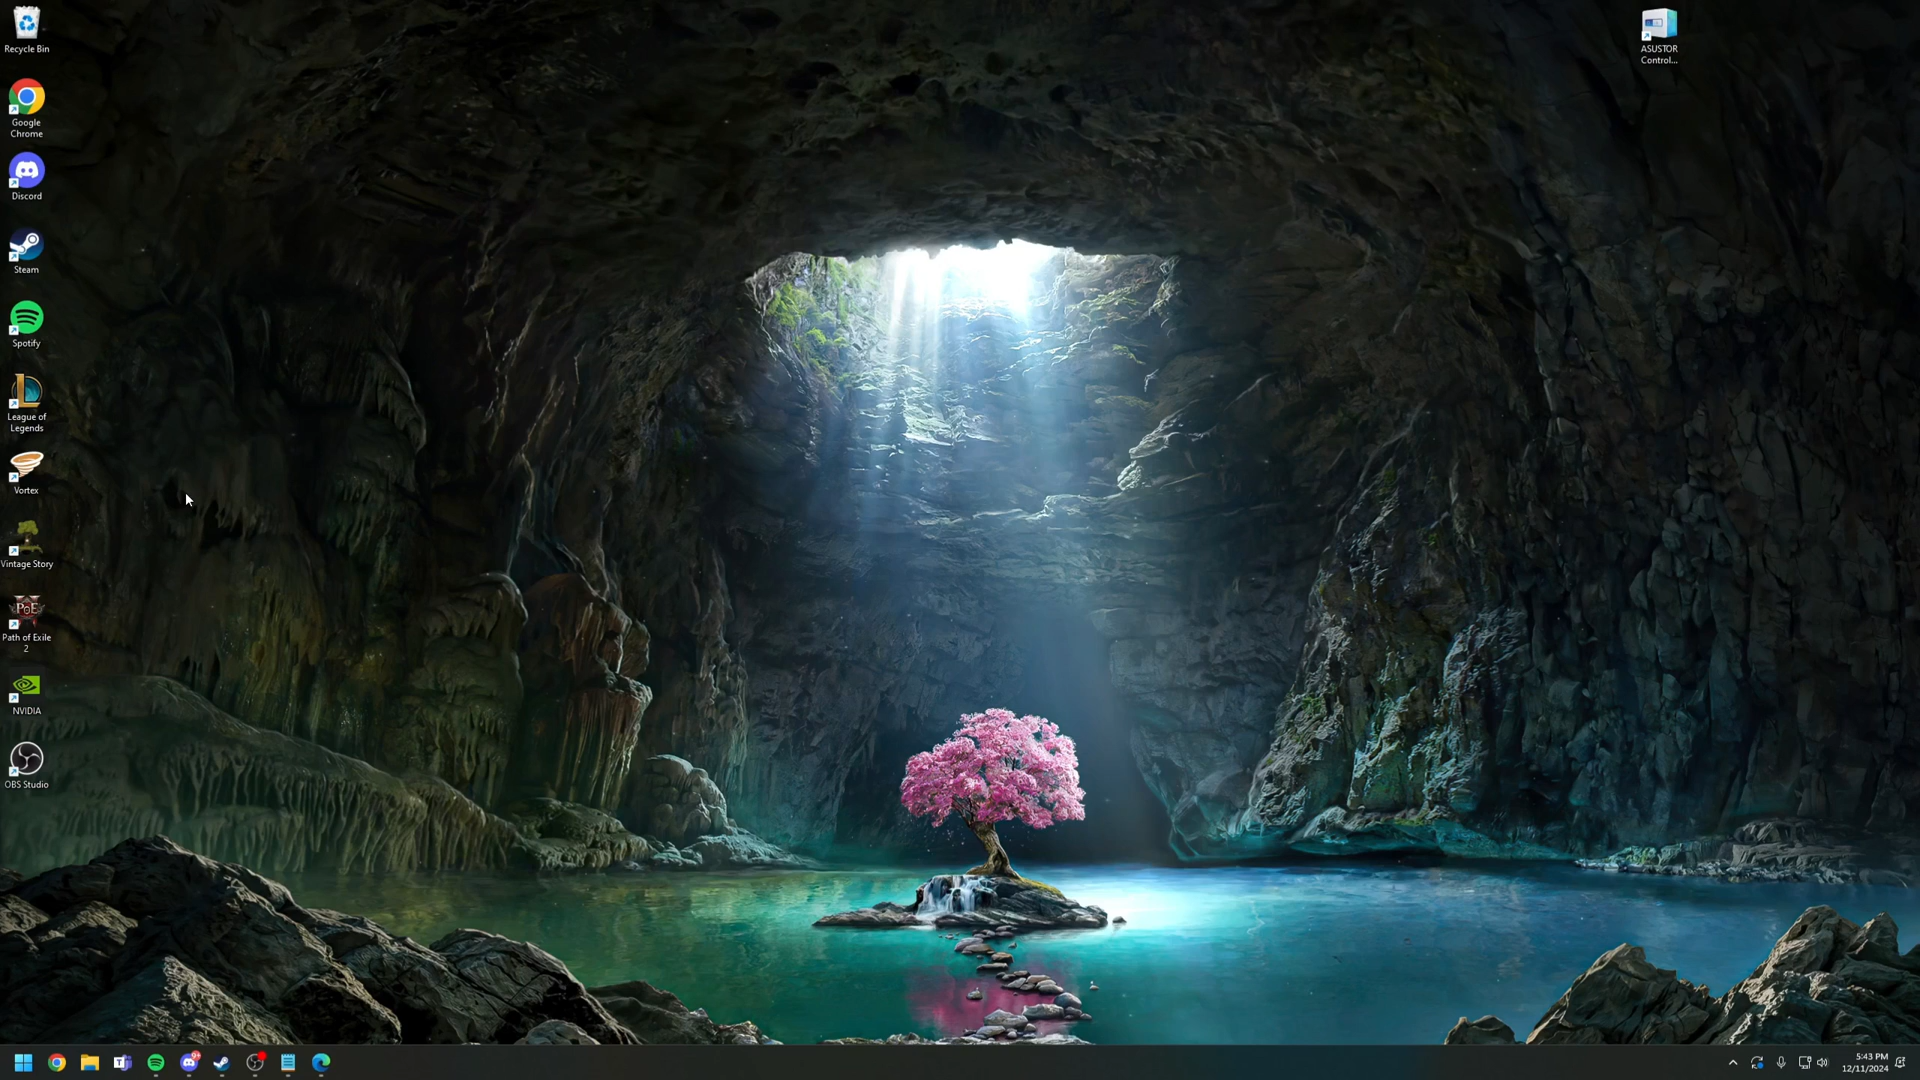 Recycle Bin
Google
Chrome
Discord
Steam
Spotify
League of
Legends
Vortex
Vintage Story
PoE
Path of Exile
2
NVIDIA
OBS Studio
ASUSTOR
Control...
9+
5:43 PM
12/11/2024